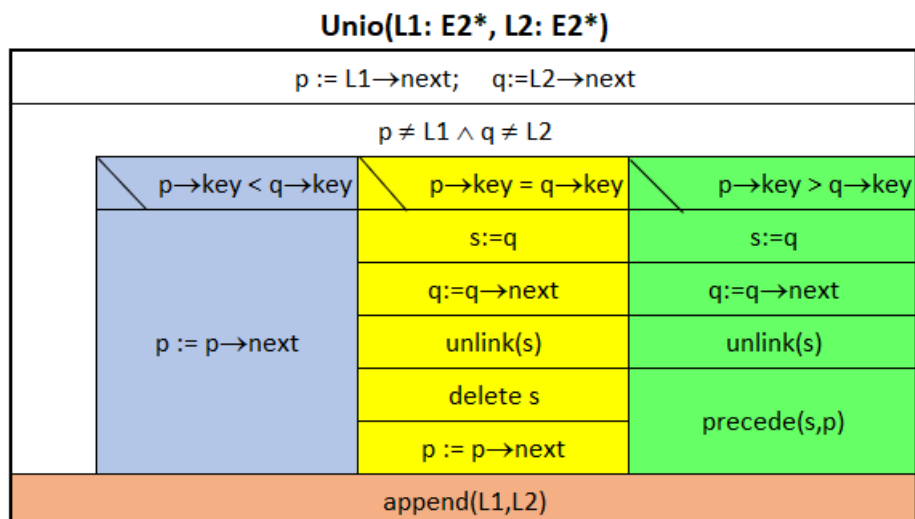 Unio(L1: E2*, L2: E2*)
p := L1→next; q:=L2→next
p ≠ L1 ∧ q ≠ L2
p→key < q→key p→key = q→key p→key > q→key
p := p→next
s:=q
q:=q→next
unlink(s)
delete s
p := p→next
s:=q
q:=q→next
unlink(s)
precede(s,p)
append(L1,L2)